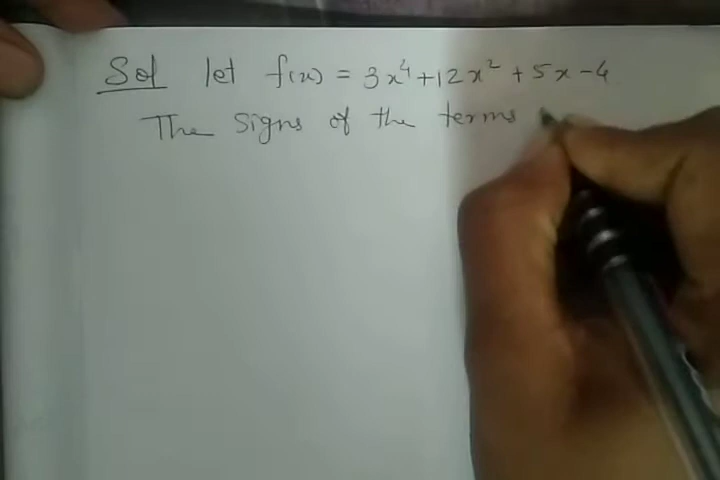 Sol let f(x) = 3x⁴+12x² + 5x - 4
The signs of the terms